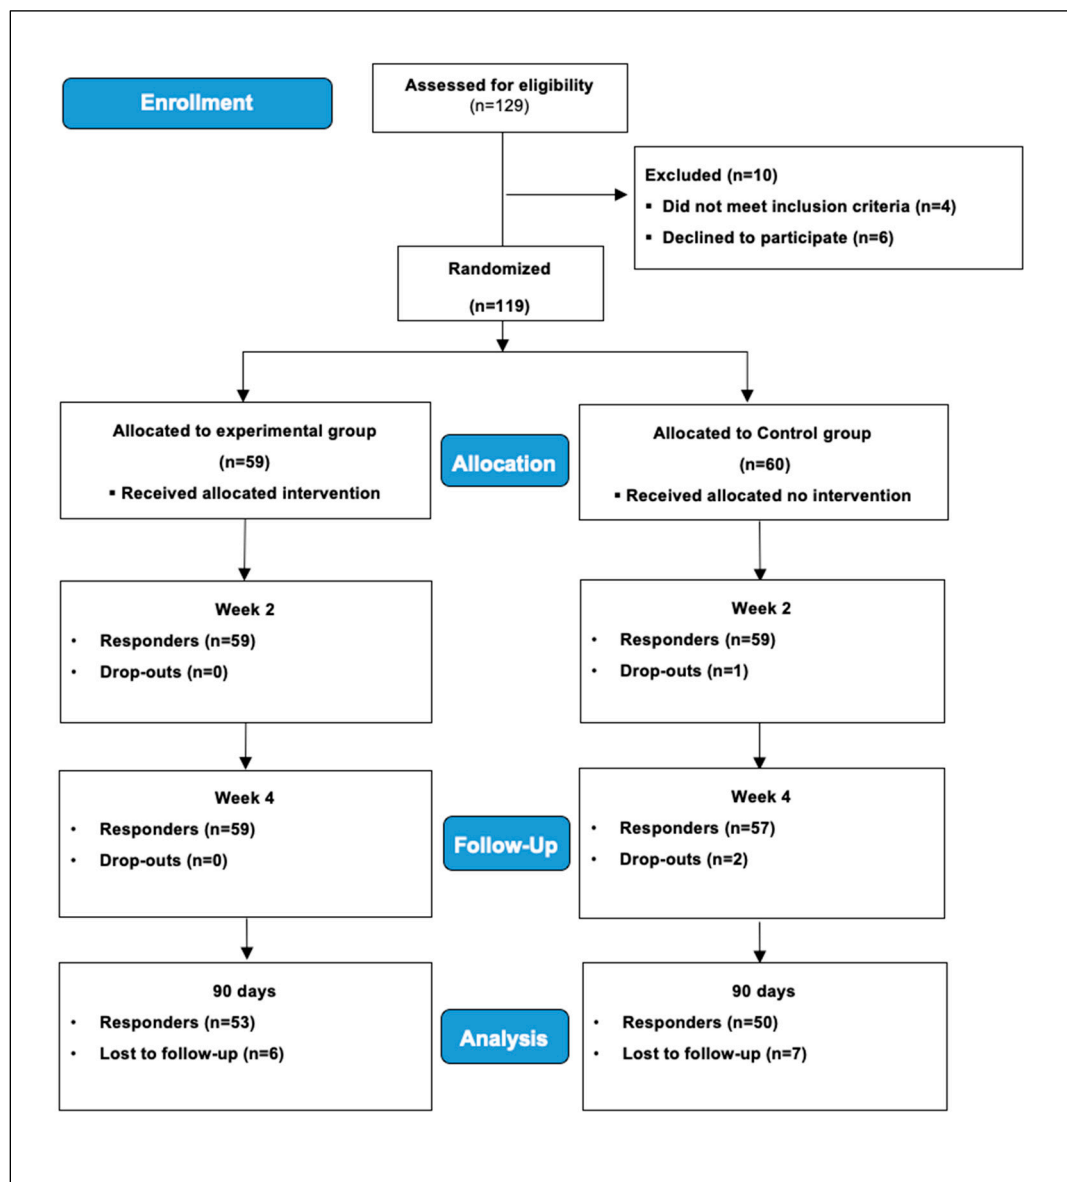 Enrollment
Assessed for eligibility
(n=129)
Excluded (n=10)
▪ Did not meet inclusion criteria (n=4)
▪ Declined to participate (n=6)
Randomized
(n=119)
Allocated to experimental group
(n=59)
▪ Received allocated intervention
Allocation
Allocated to Control group
(n=60)
▪ Received allocated no intervention
Week 2
• Responders (n=59)
• Drop-outs (n=0)
Week 2
• Responders (n=59)
• Drop-outs (n=1)
Week 4
• Responders (n=59)
• Drop-outs (n=0)
Follow-Up
Week 4
• Responders (n=57)
• Drop-outs (n=2)
90 days
• Responders (n=53)
• Lost to follow-up (n=6)
Analysis
90 days
• Responders (n=50)
• Lost to follow-up (n=7)